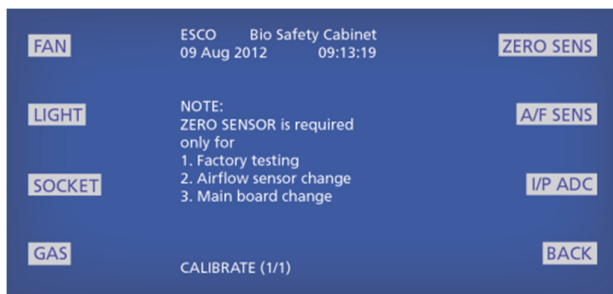 FAN
ESCO Bio Safety Cabinet
ZERO SENS
09 Aug 2012 09:13:19
LIGHT
NOTE:
A/F SENS
ZERO SENSOR is required
only for
1. Factory testing
SOCKET
2. Airflow sensor change
I/P ADC
3. Main board change
GAS
BACK
CALIBRATE (1/1)